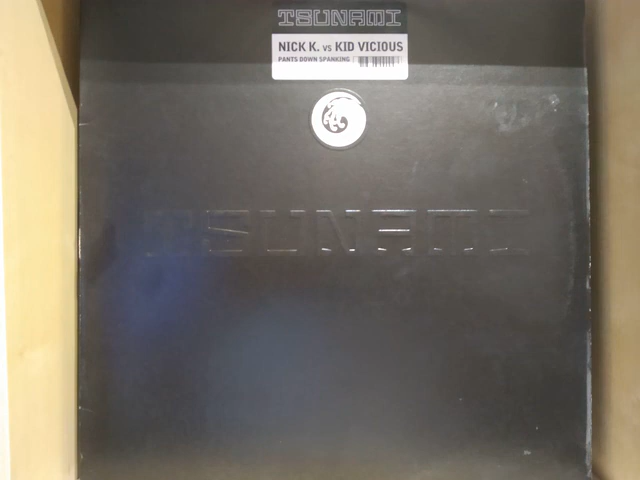 TSUNAMI
NICK K. vs KID VICIOUS
PANTS DOWN SPANKING
TSUNAMI